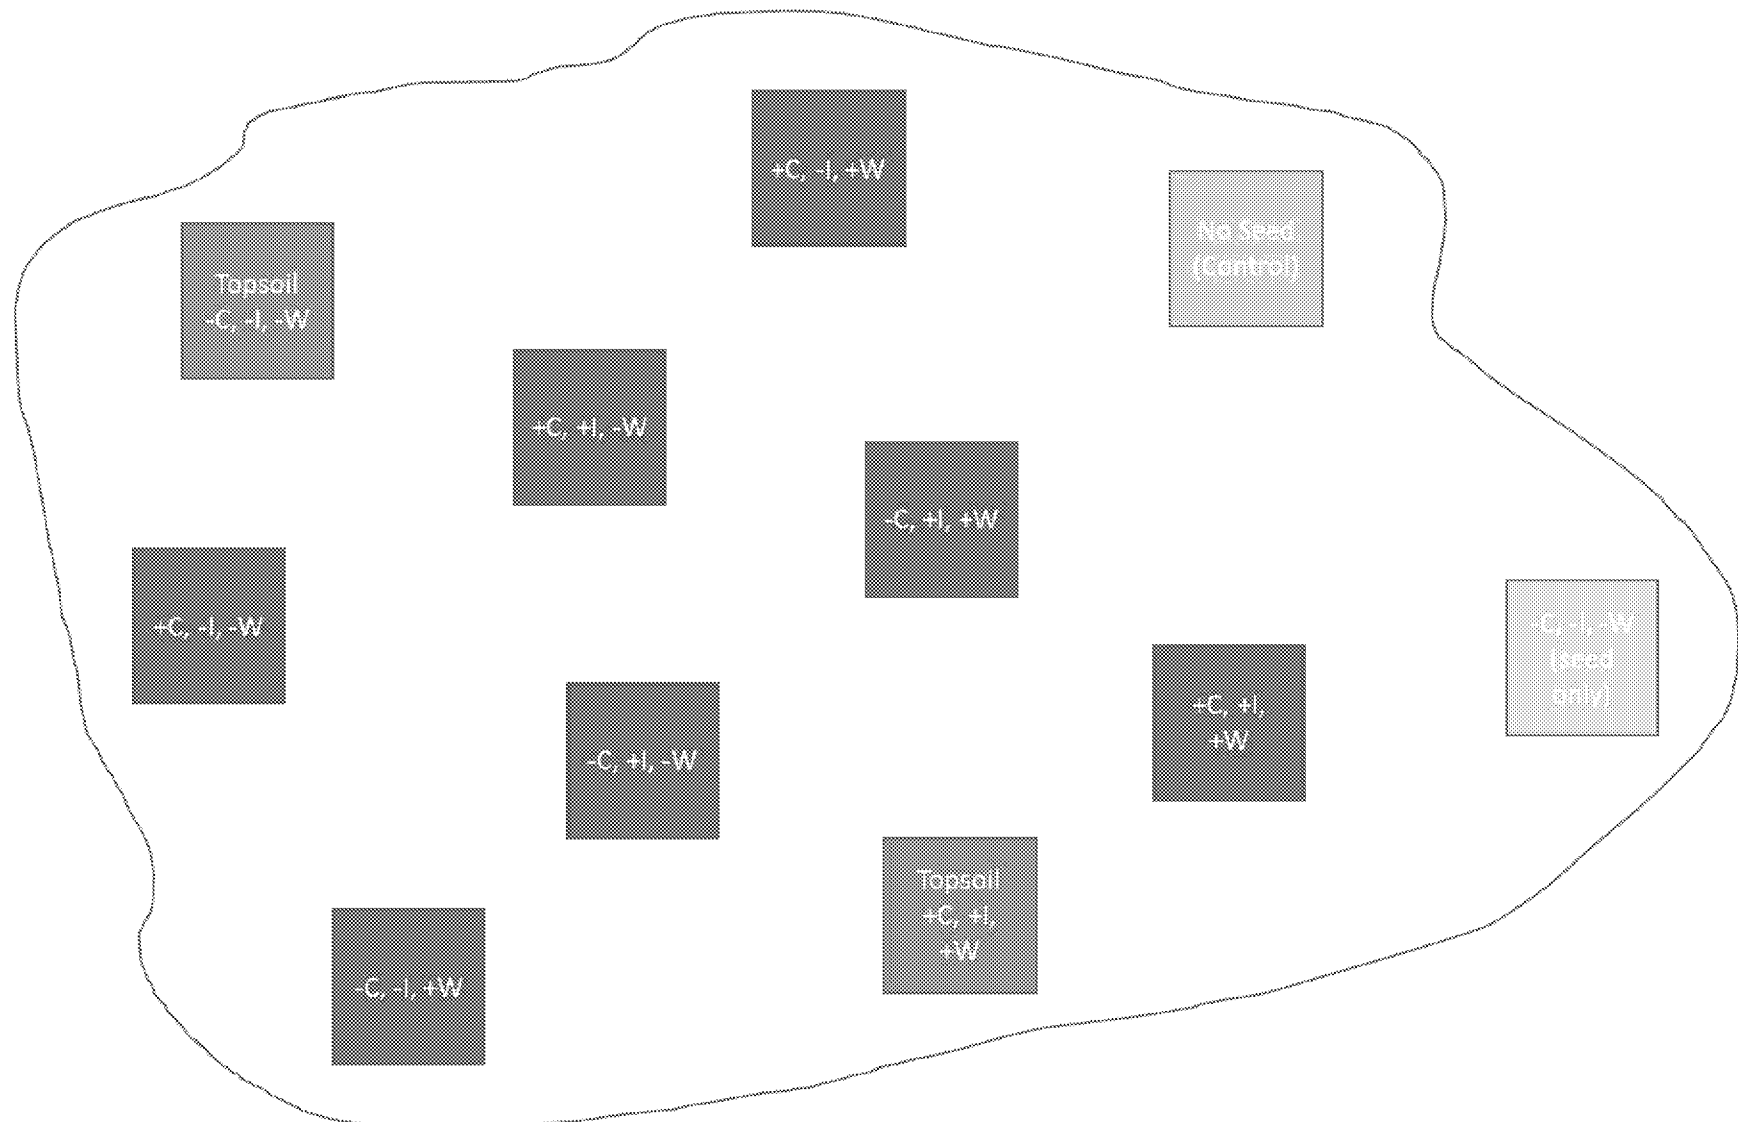 +C, -I, +W
No Seed
(Control)
Topsoil
-C, -I, -W
+C, +I, -W
-C, +I, +W
+C, -I, -W
-C, -I, -W
(seed
only)
+C, +I,
+W
-C, +I, -W
Topsoil
+C, +I,
+W
-C, -I, +W